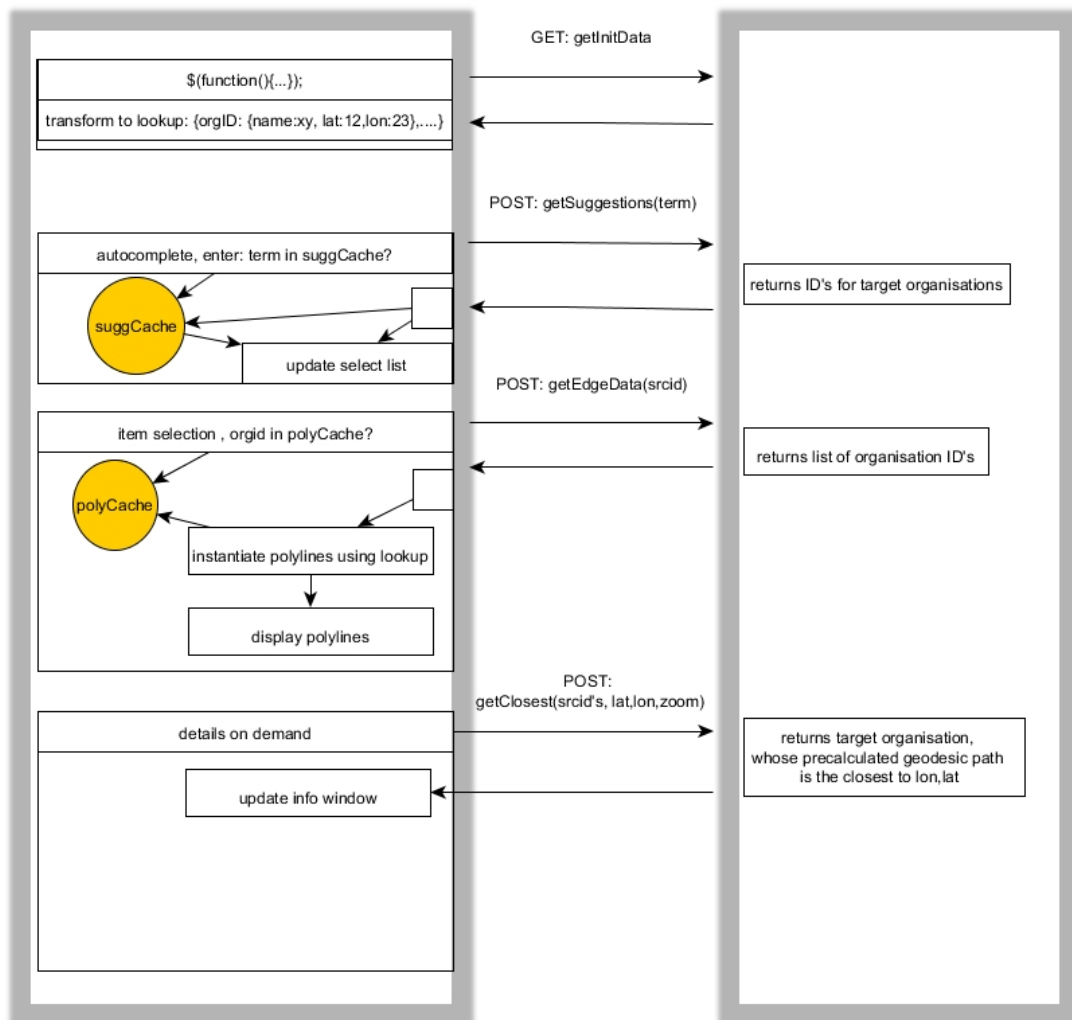 GET: getInitData
$(function(){...});
transform to lookup: {orgID: {name:xy, lat:12,lon:23},....}
POST: getSuggestions(term)
autocomplete, enter: term in suggCache?
returns ID's for target organisations
suggCache
update select list
POST: getEdgeData(srcid)
item selection , orgid in polyCache?
returns list of organisation ID's
polyCache
instantiate polylines using lookup
display polylines
POST:
getClosest(srcid's, lat,lon,zoom)
details on demand
returns target organisation,
whose precalculated geodesic path
is the closest to lon,lat
update info window